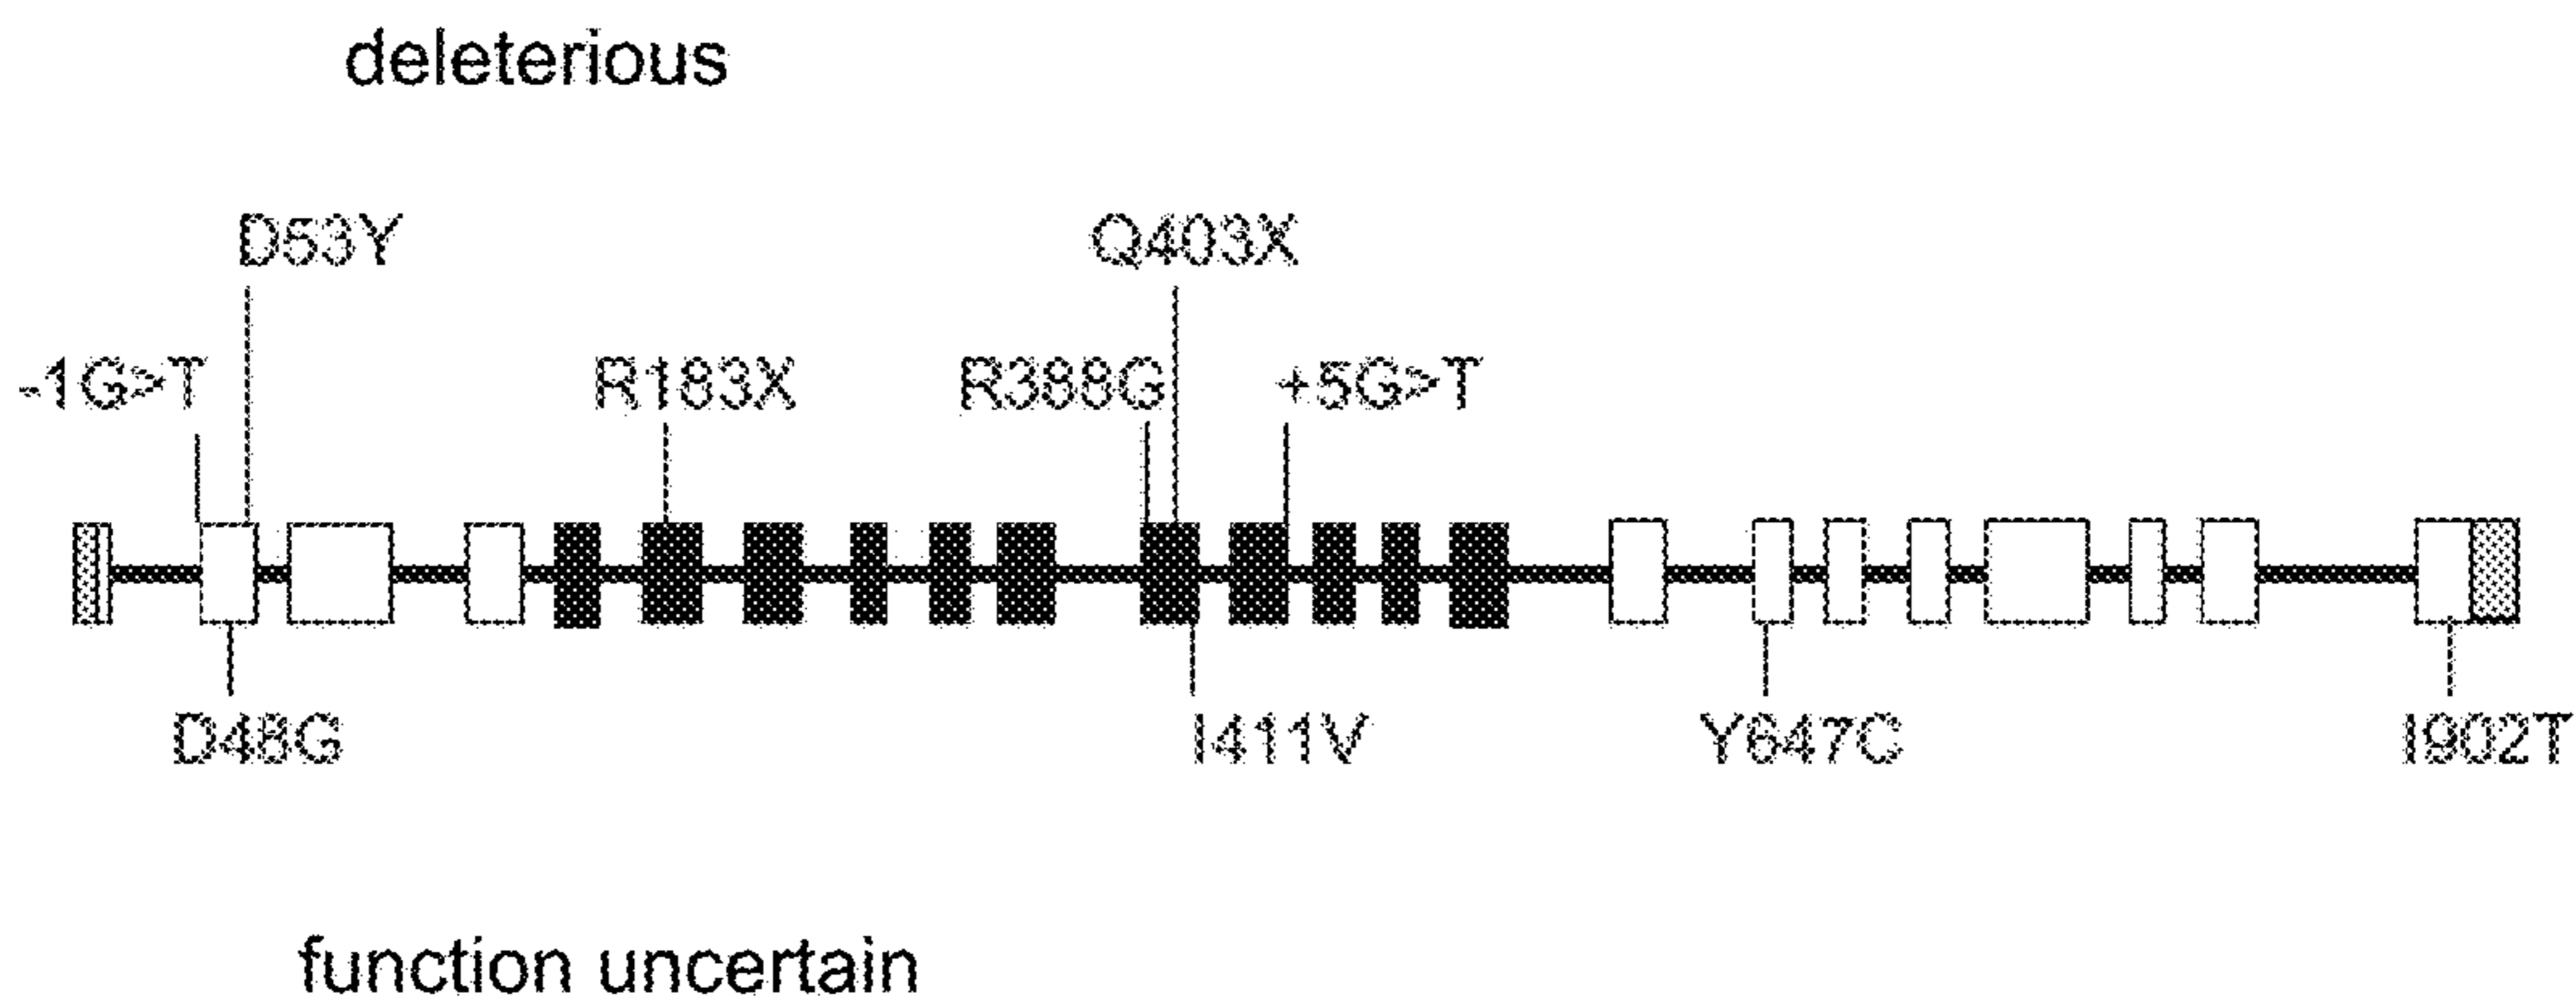 deleterious
D53Y
Q403X
-1G>T
R183X
R388G
+5G>T
D48G
I411V
Y647C
I902T
function uncertain